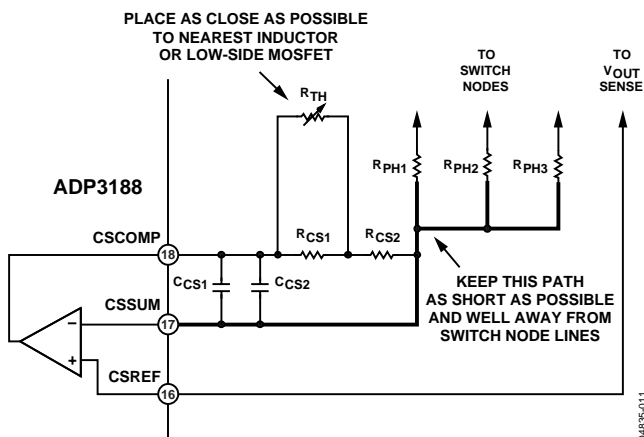 PLACE AS CLOSE AS POSSIBLE
TO NEAREST INDUCTOR
OR LOW-SIDE MOSFET
TO
SWITCH
NODES
TO
VOUT
SENSE
RTH
RPH1
RPH2
RPH3
ADP3188
CSCOMP
18
RCS1
RCS2
CCS1
CCS2
KEEP THIS PATH
AS SHORT AS POSSIBLE
AND WELL AWAY FROM
SWITCH NODE LINES
CSSUM
17
−
+
CSREF
16
04835-011